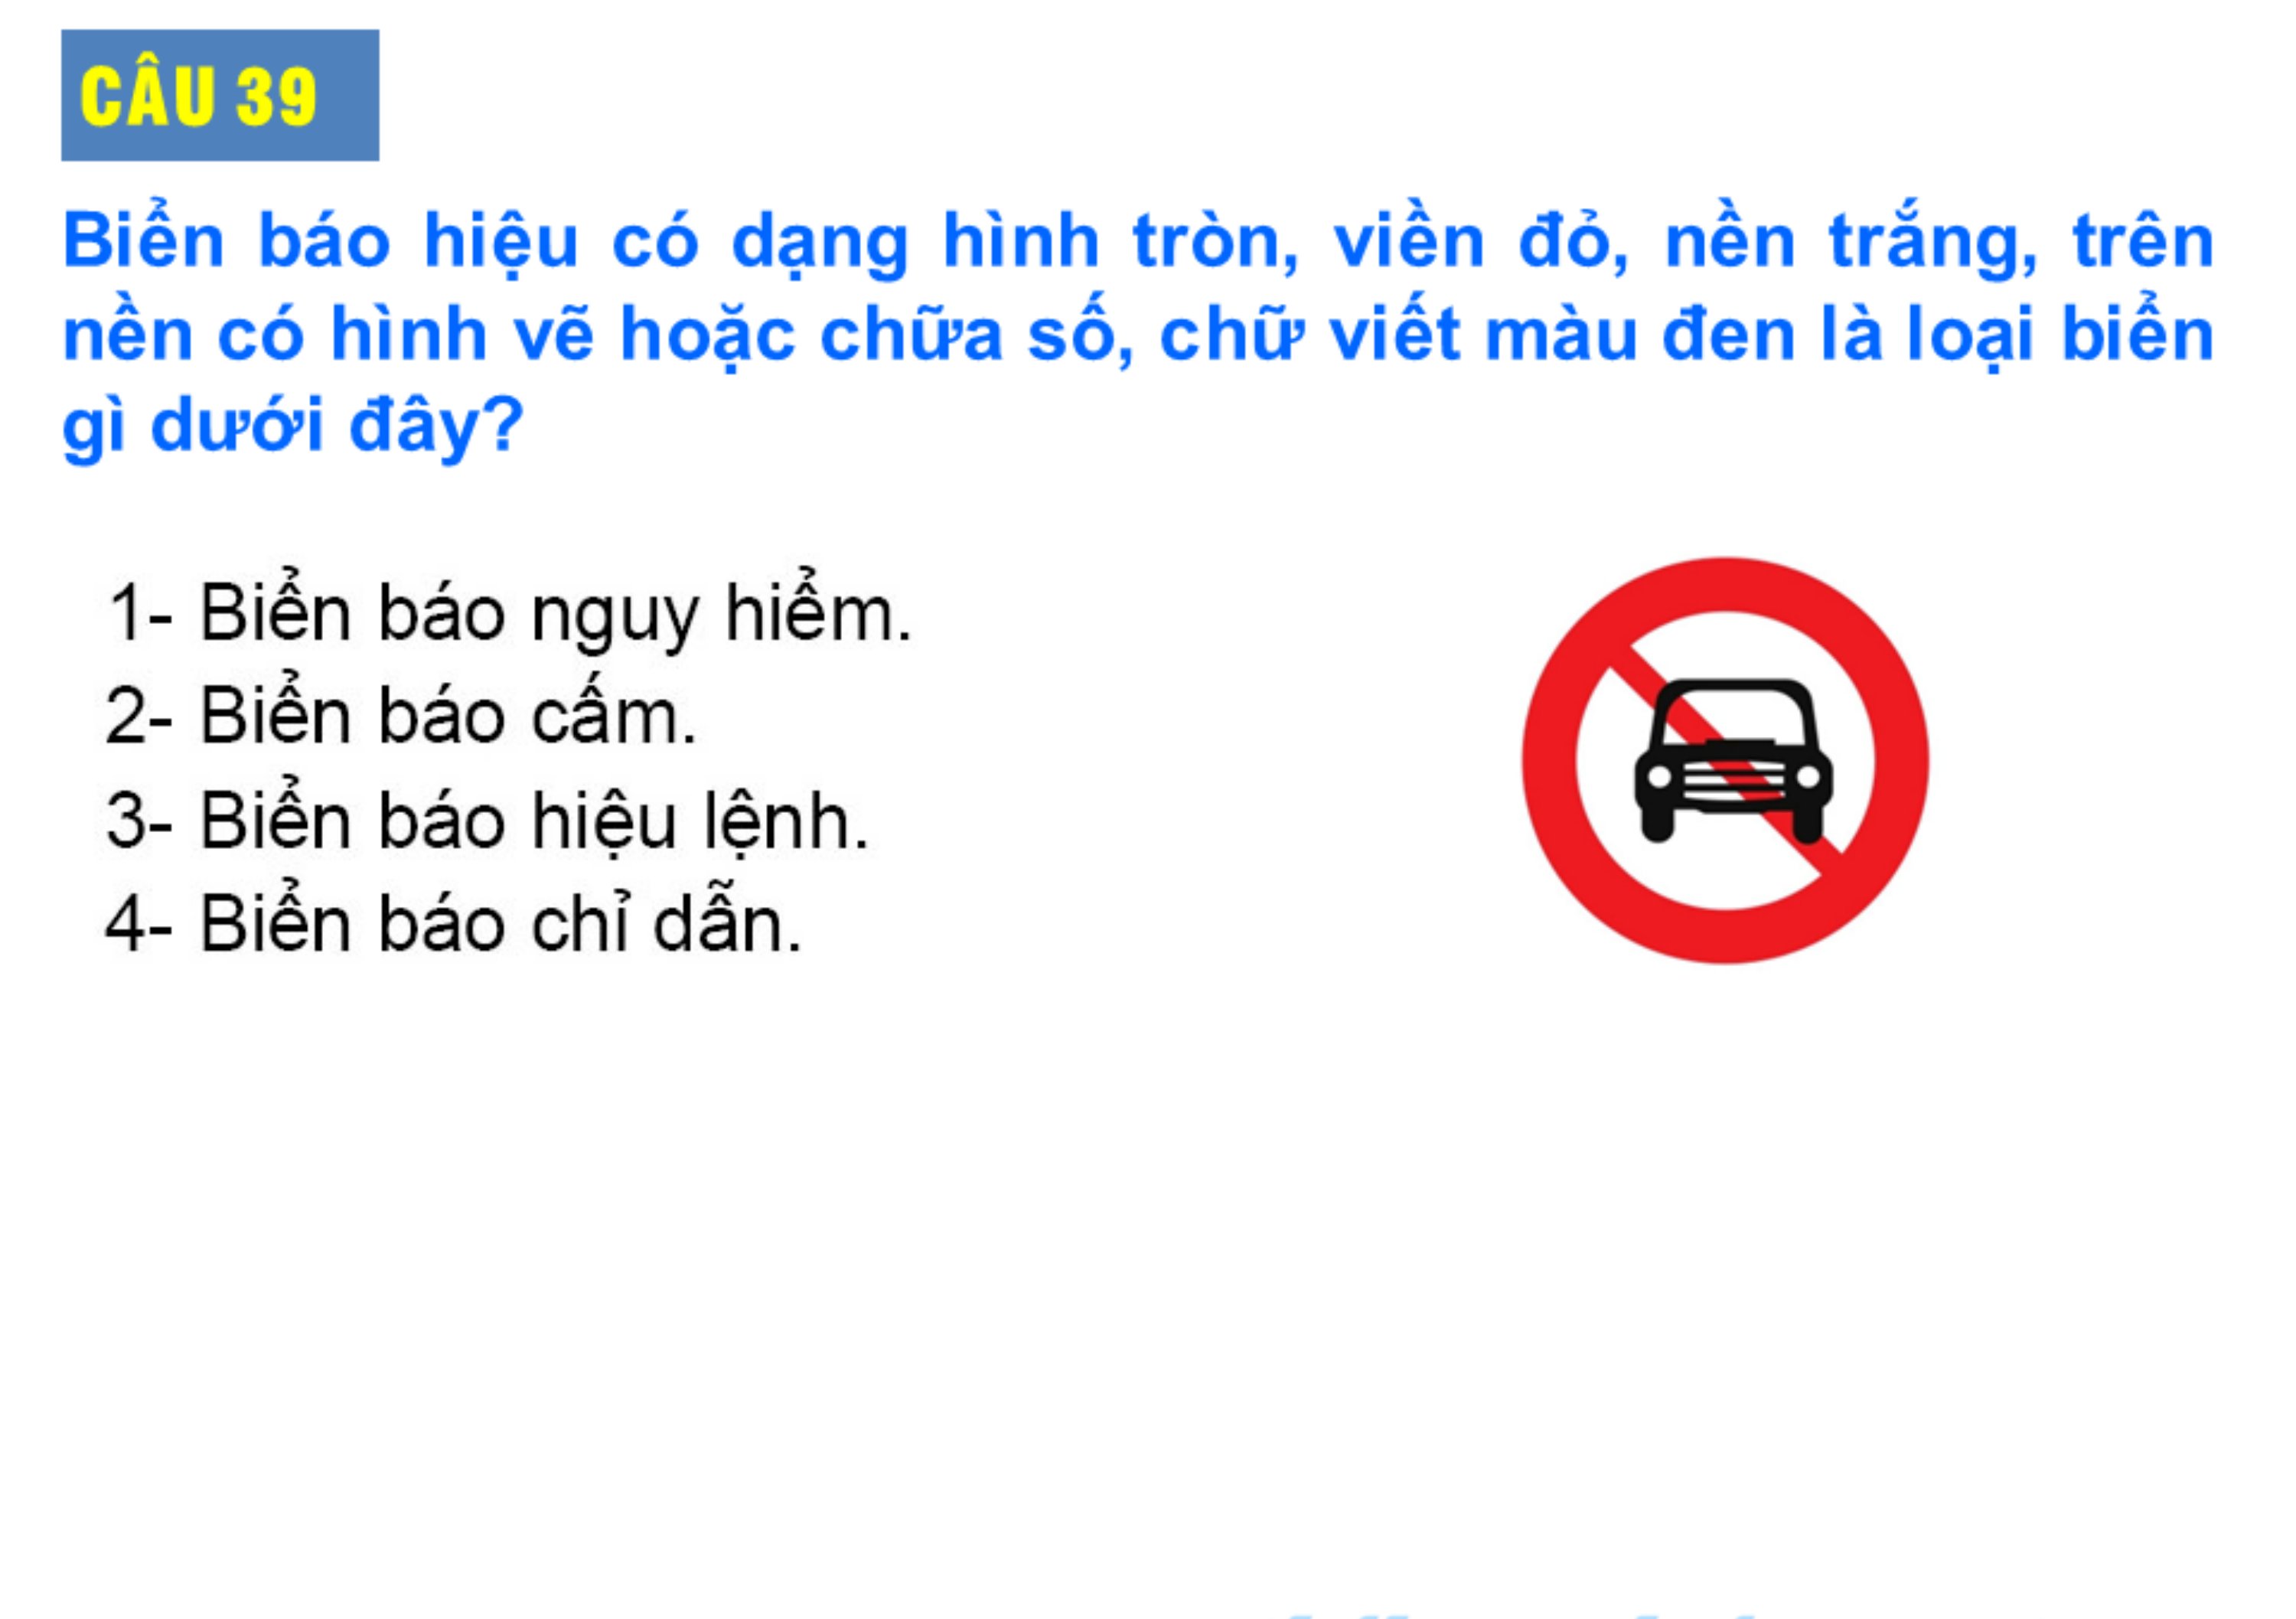 CÂU 39
Biển báo hiệu có dạng hình tròn, viền đỏ, nền trắng, trên
nền có hình vẽ hoặc chữa số, chữ viết màu đen là loại biển
gì dưới đây?
1- Biển báo nguy hiểm.
2- Biển báo cấm.
3- Biển báo hiệu lệnh.
4- Biển báo chỉ dẫn.